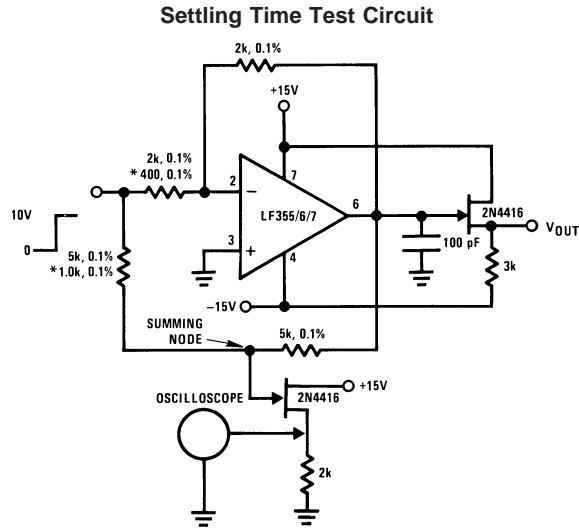 Settling Time Test Circuit
2k, 0.1%
+15V
2k, 0.1%
* 400, 0.1%
2
−
7
6
LF355/6/7
2N4416
VOUT
10V
0
3
+
4
100 pF
5k, 0.1%
*1.0k, 0.1%
3k
−15V
SUMMING
NODE
5k, 0.1%
+15V
OSCILLOSCOPE
2N4416
2k